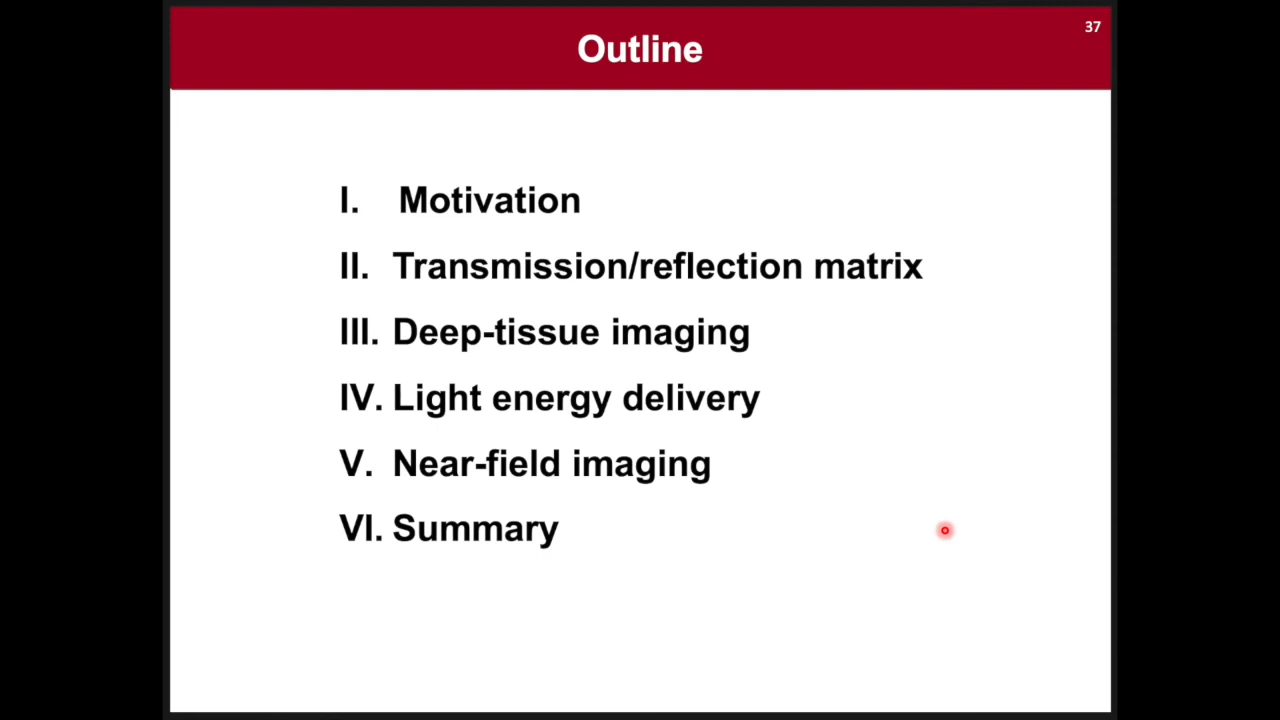 37
Outline
I. Motivation
II. Transmission/reflection matrix
III. Deep-tissue imaging
IV. Light energy delivery
V. Near-field imaging
VI. Summary